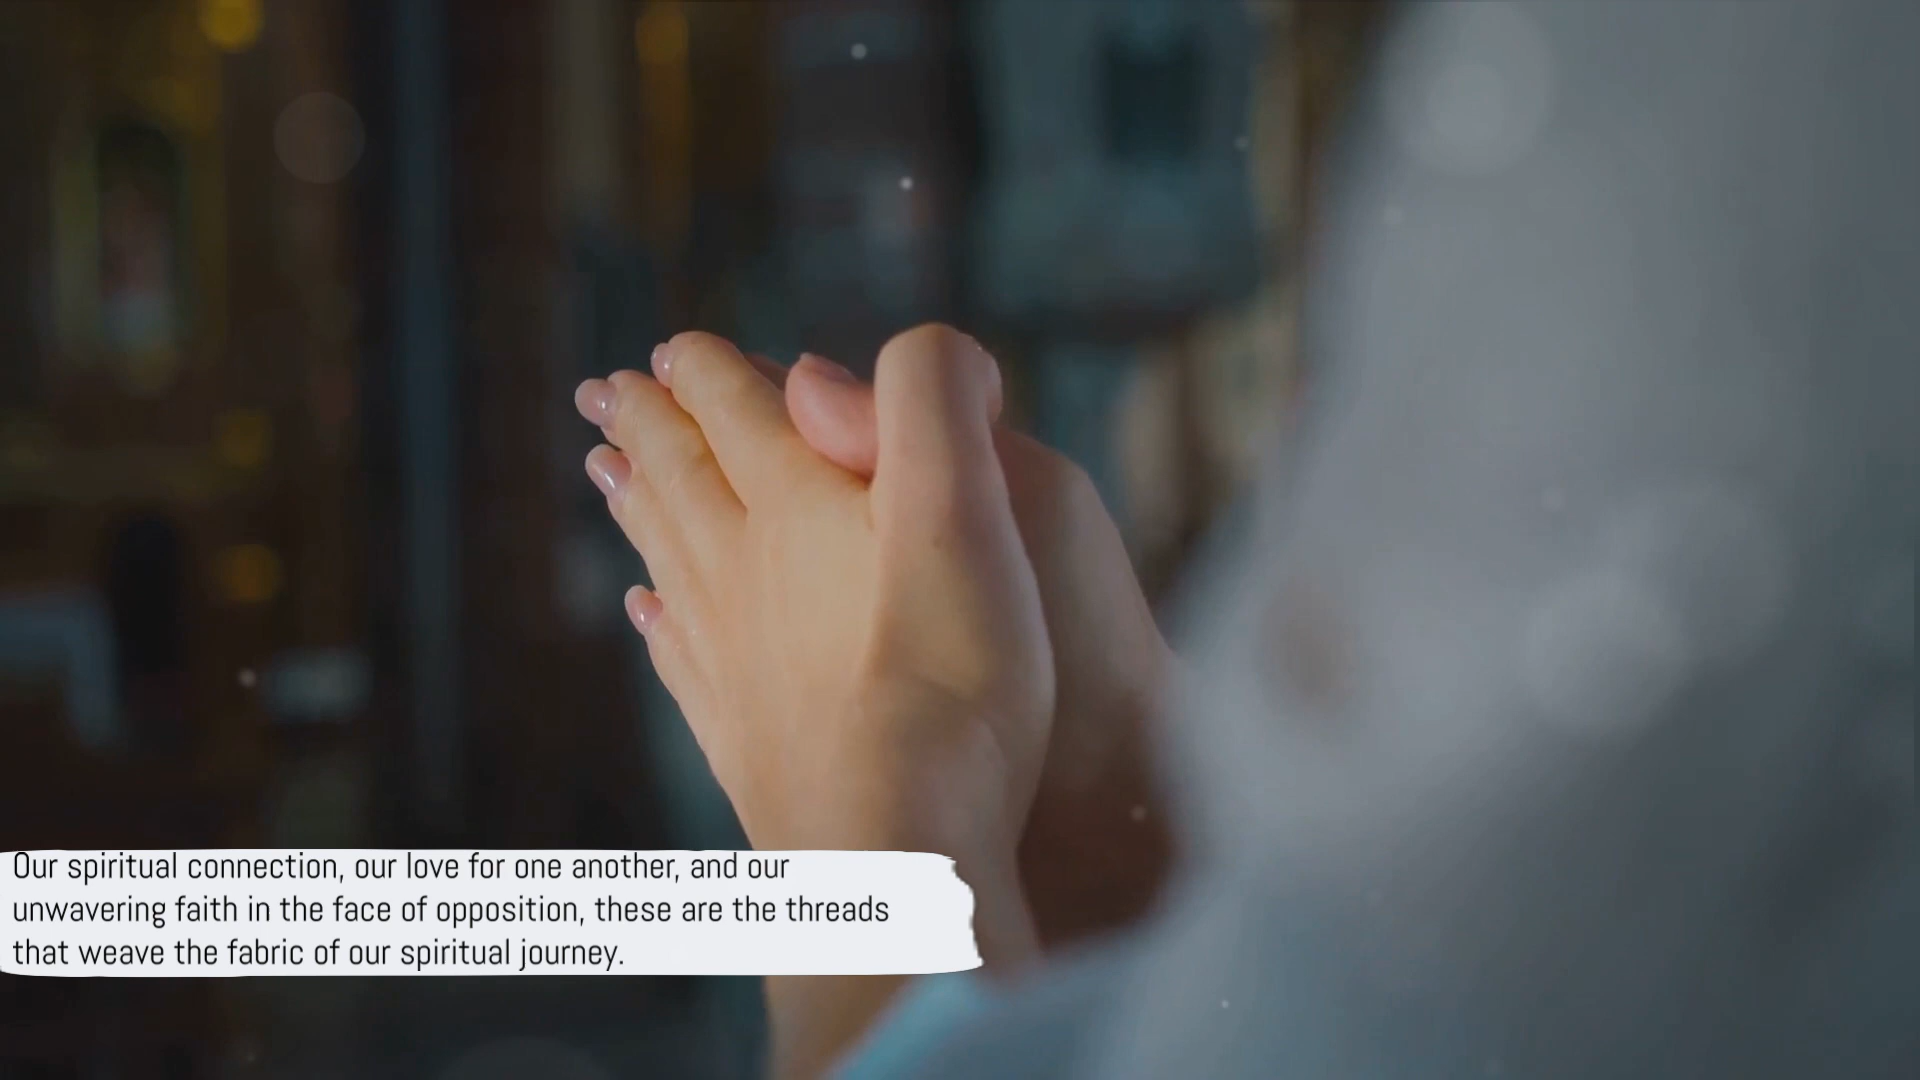 Our spiritual connection, our love for one another, and our
unwavering faith in the face of opposition, these are the threads
that weave the fabric of our spiritual journey.